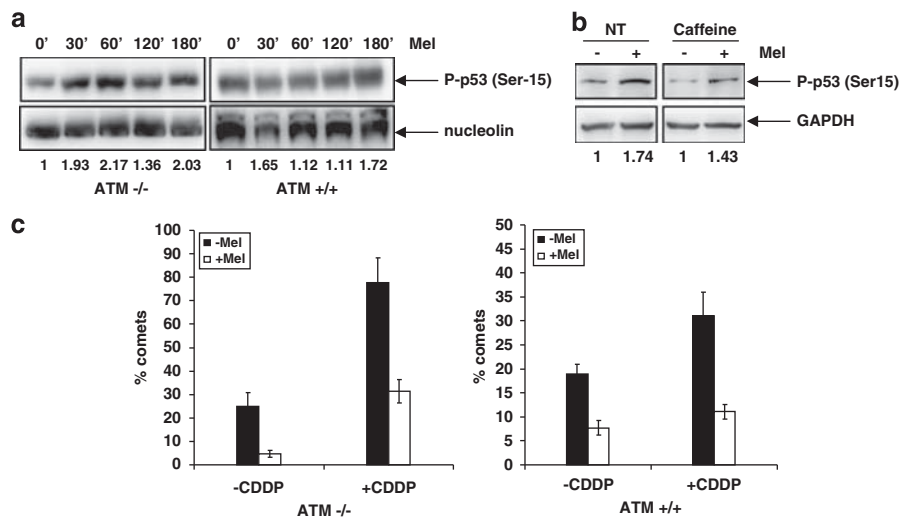 a
0' 30' 60' 120' 180' 0' 30' 60' 120' 180' Mel
P-p53 (Ser-15)
nucleolin
1 1.93 2.17 1.36 2.03 1 1.65 1.12 1.11 1.72
ATM -/- ATM +/+
b
NT Caffeine
- + - + Mel
P-p53 (Ser15)
GAPDH
1 1.74 1 1.43
c
% comets
100
90
80
70
60
50
40
30
20
10
0
-Mel
+Mel
-CDDP +CDDP
ATM -/-
% comets
50
45
40
35
30
25
20
15
10
5
0
-Mel
+Mel
-CDDP +CDDP
ATM +/+